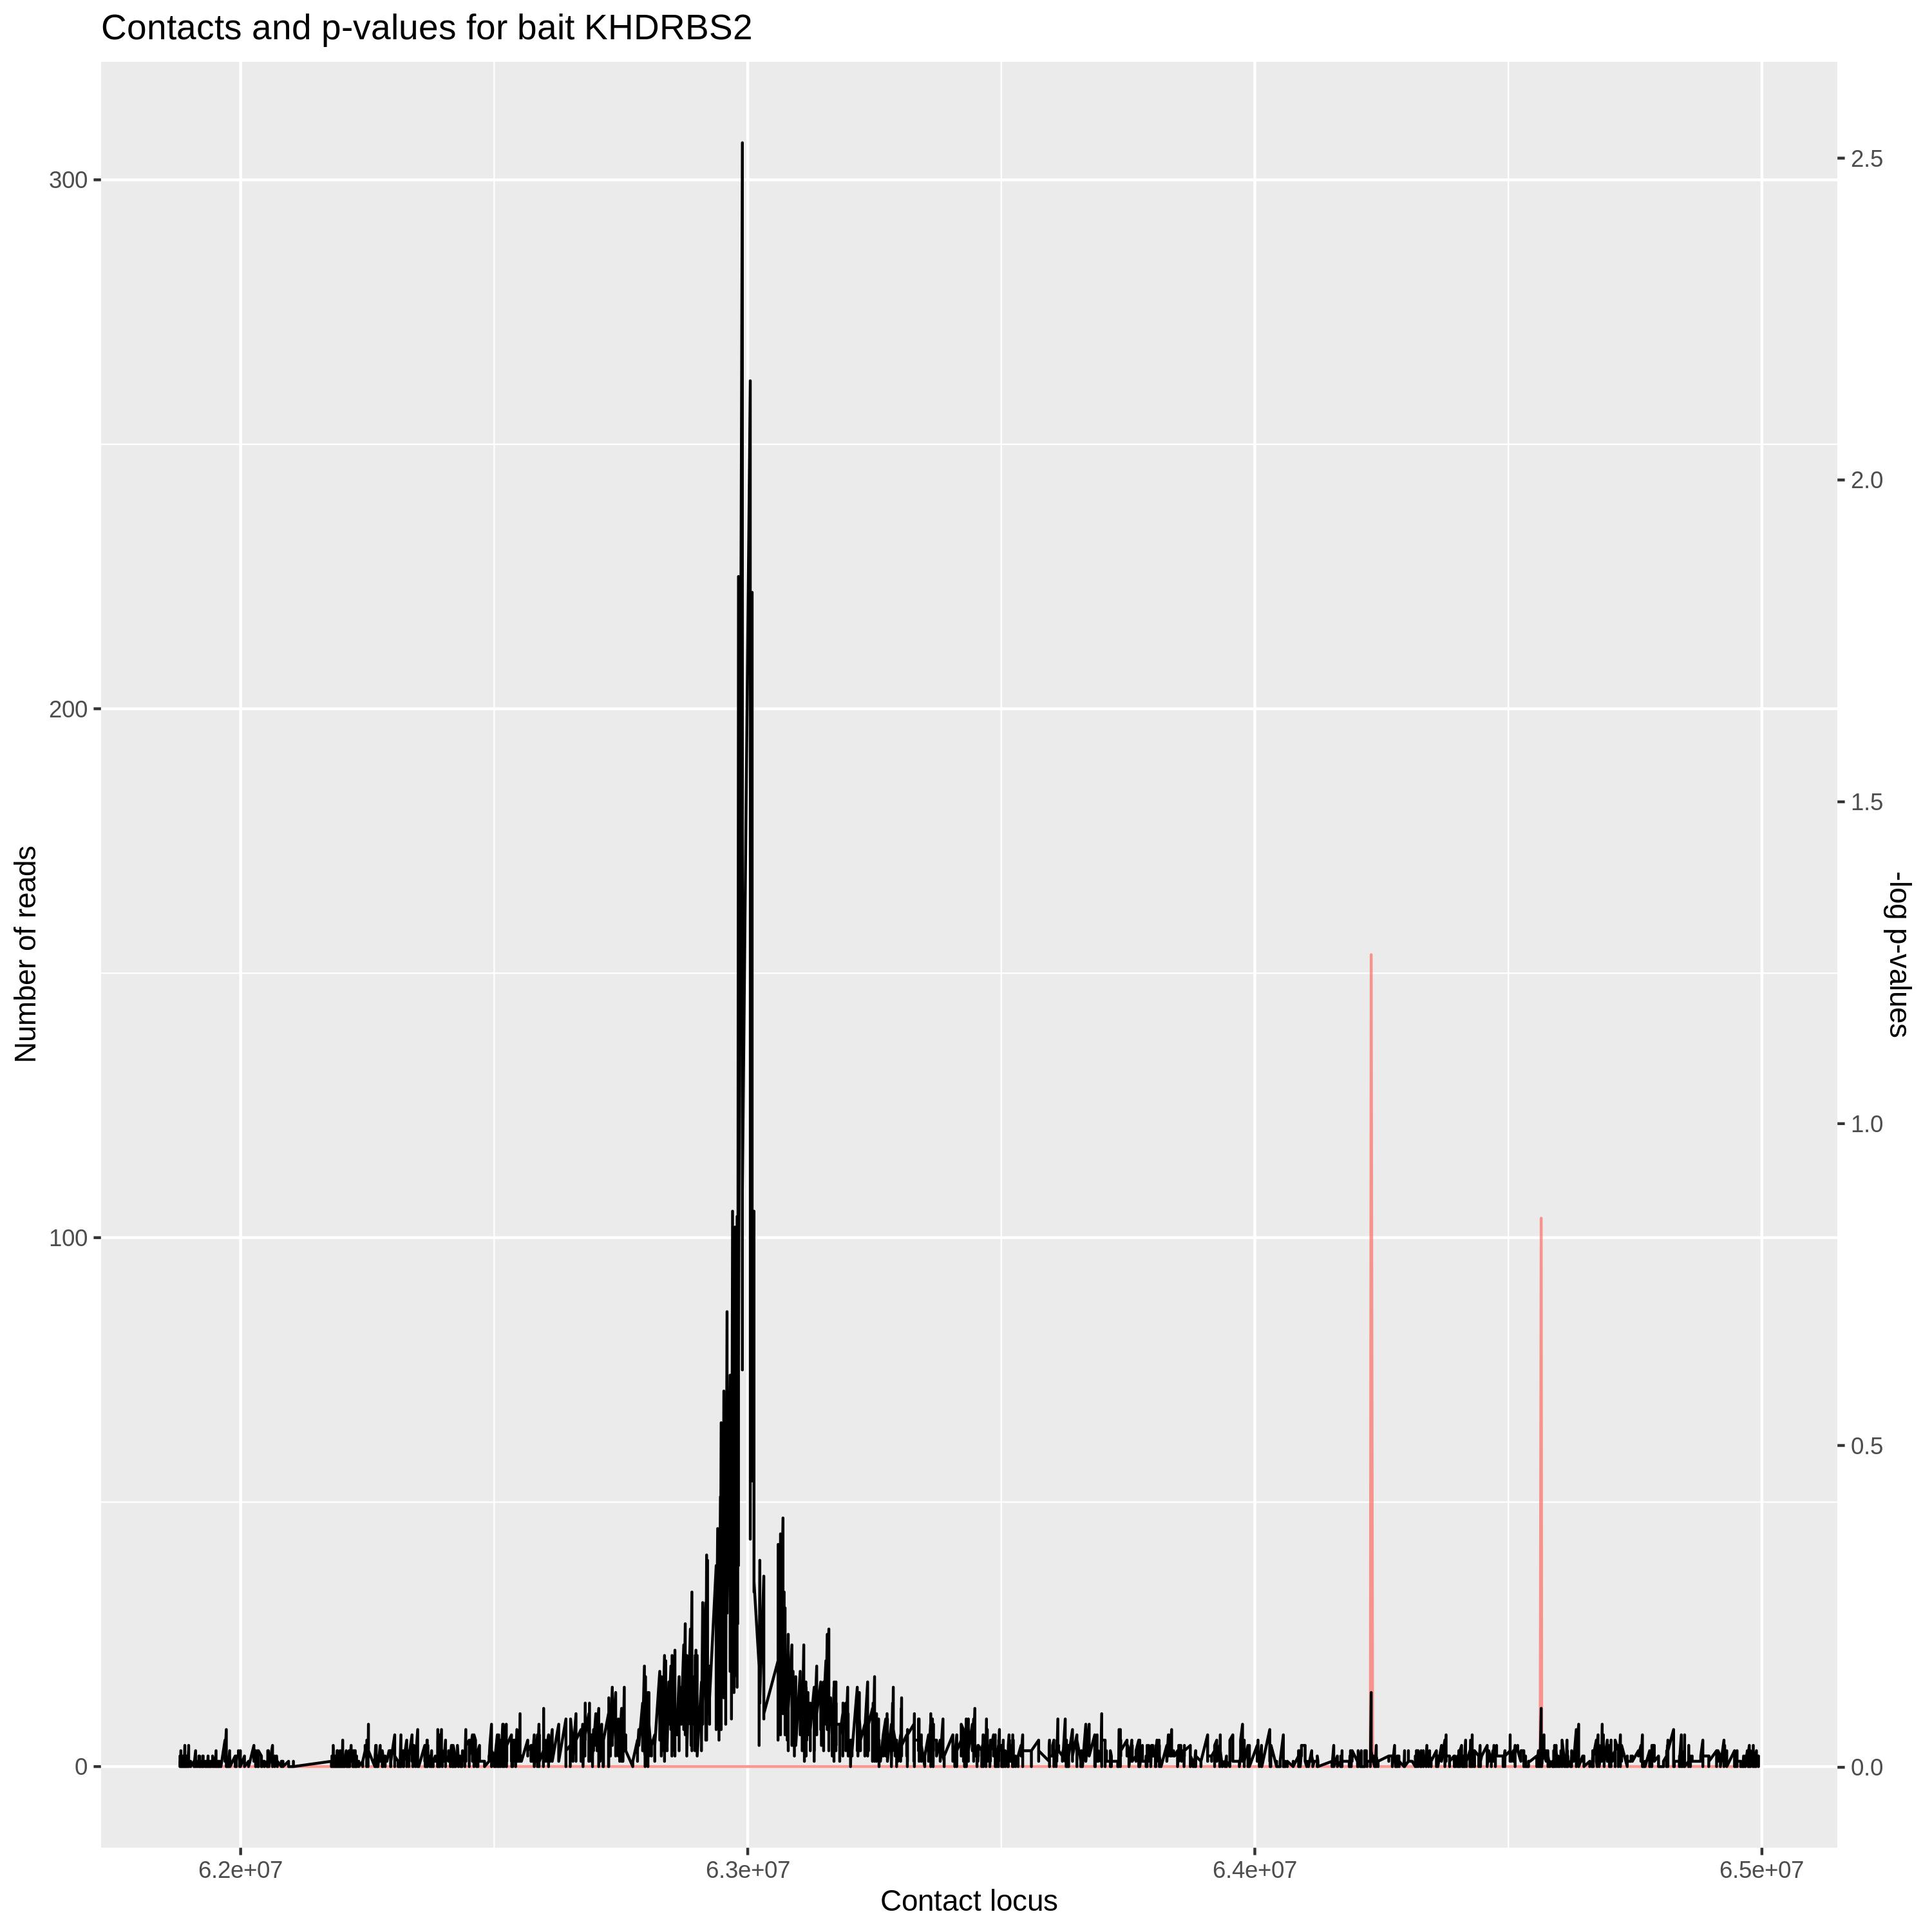 Contacts and p-values for bait KHDRBS2
300
200
100
0
Number of reads
2.5
2.0
1.5
1.0
0.5
0.0
-log p-values
6.2e+07
6.3e+07
6.4e+07
6.5e+07
Contact locus